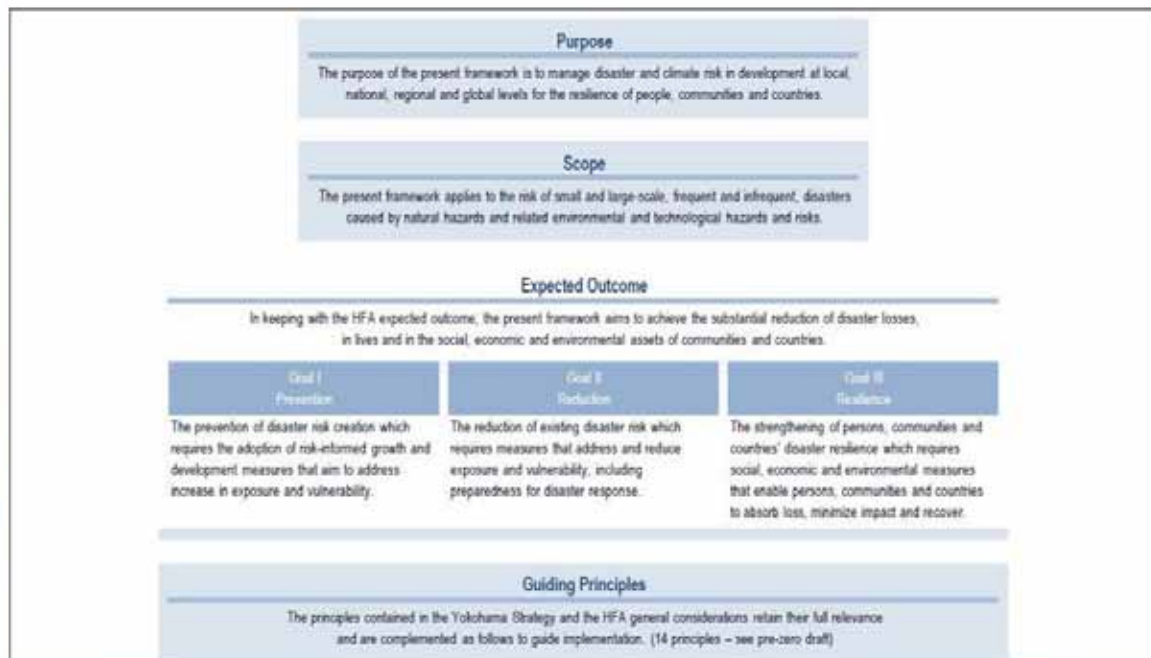 Purpose
The purpose of the present framework is to manage disaster and climate risk in development at local,
national, regional and global levels for the resilience of people, communities and countries.
Scope
The present framework applies to the risk of small and large-scale, frequent and infrequent, disasters
caused by natural hazards and related environmental and technological hazards and risks.
Expected Outcome
In keeping with the HFA expected outcome, the present framework aims to achieve the substantial reduction of disaster losses,
in lives and in the social, economic and environmental assets of communities and countries.
Goal I
Prevention
The prevention of disaster risk creation which
requires the adoption of risk-informed growth and
development measures that aim to address
increase in exposure and vulnerability.
Goal II
Reduction
The reduction of existing disaster risk which
requires measures that address and reduce
exposure and vulnerability, including
preparedness for disaster response.
Goal III
Resilience
The strengthening of persons, communities and
countries' disaster resilience which requires
social, economic and environmental measures
that enable persons, communities and countries
to absorb loss, minimize impact and recover.
Guiding Principles
The principles contained in the Yokohama Strategy and the HFA general considerations retain their full relevance
and are complemented as follows to guide implementation. (14 principles – see pre-zero draft)